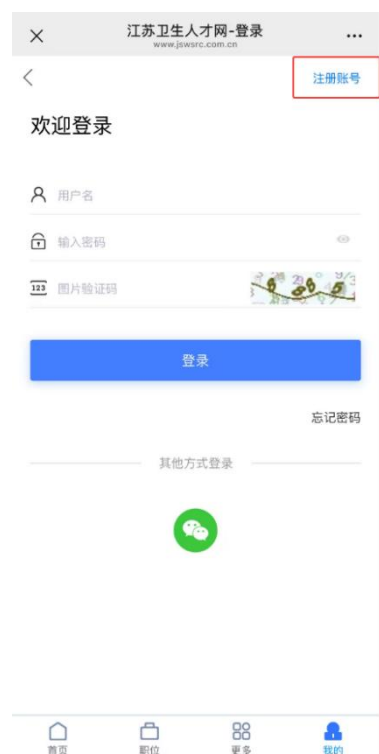 江苏卫生人才网-登录
www.jswsrc.com.cn
注册账号
欢迎登录
用户名
输入密码
123 图片验证码
登录
忘记密码
其他方式登录
首页 职位 更多 我的